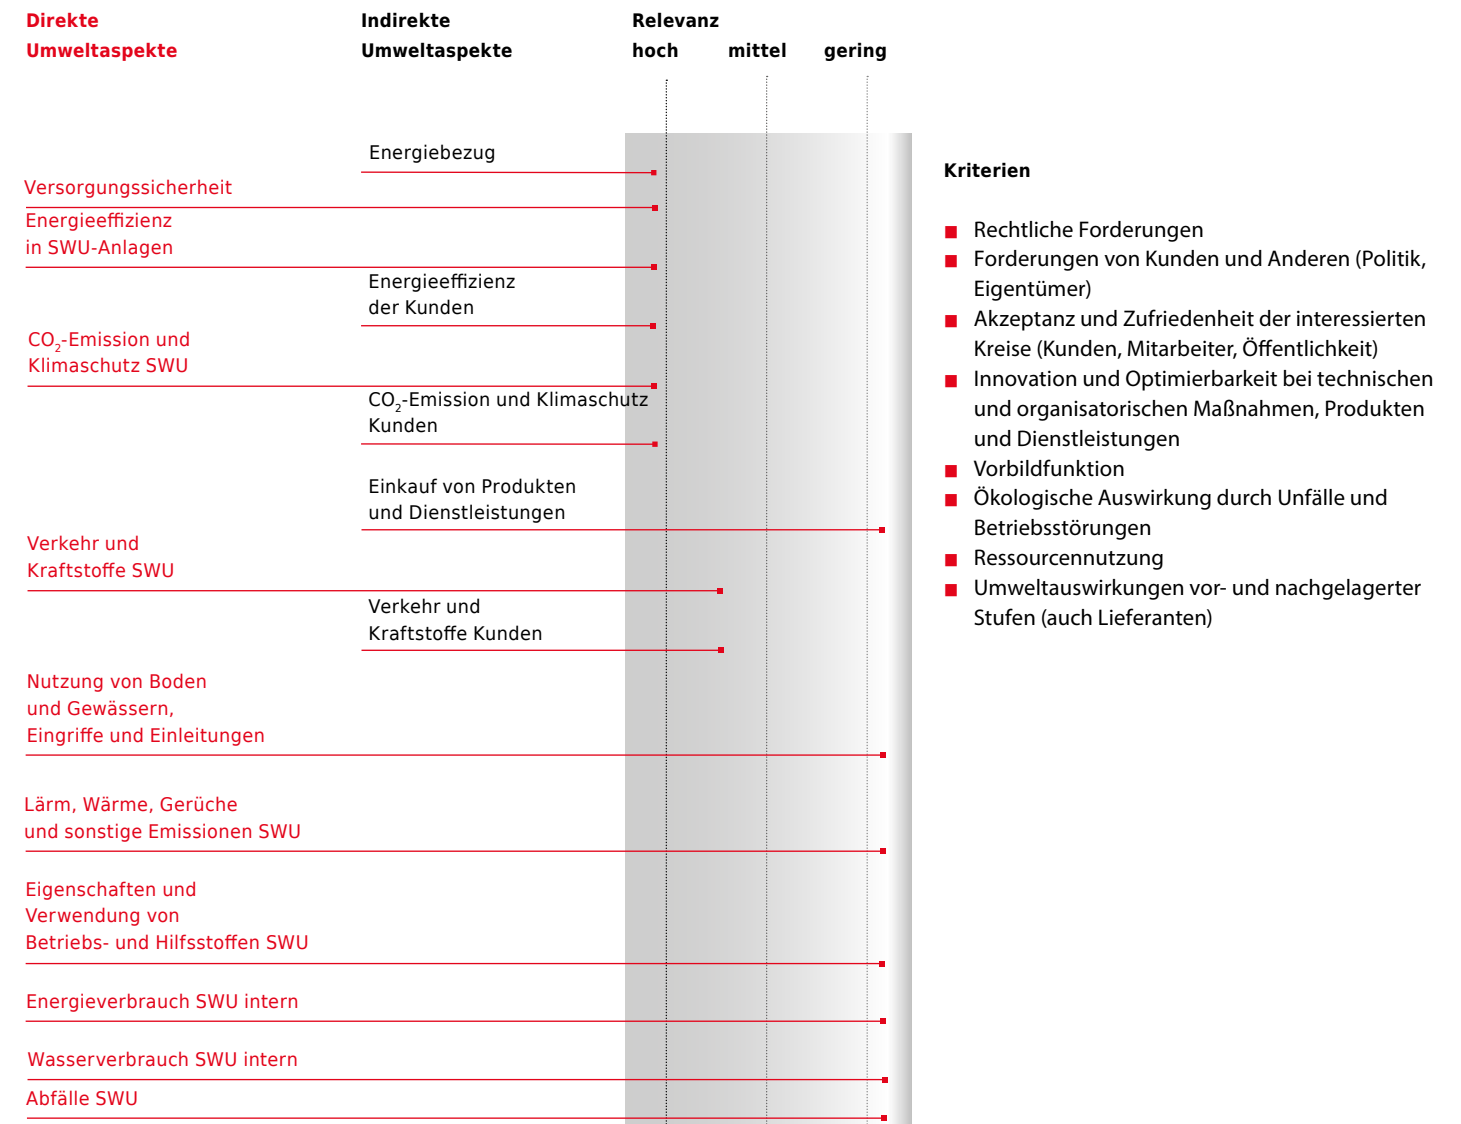 Direkte
Umweltaspekte
Indirekte
Umweltaspekte
Relevanz
hoch mittel gering
Energiebezug
Versorgungssicherheit
Energieeffizienz
in SWU-Anlagen
Energieeffizienz
der Kunden
CO2-Emission und
Klimaschutz SWU
CO2-Emission und Klimaschutz
Kunden
Einkauf von Produkten
und Dienstleistungen
Verkehr und
Kraftstoffe SWU
Verkehr und
Kraftstoffe Kunden
Nutzung von Boden
und Gewässern,
Eingriffe und Einleitungen
Lärm, Wärme, Gerüche
und sonstige Emissionen SWU
Eigenschaften und
Verwendung von
Betriebs- und Hilfsstoffen SWU
Energieverbrauch SWU intern
Wasserverbrauch SWU intern
Abfälle SWU
Kriterien
Rechtliche Forderungen
Forderungen von Kunden und Anderen (Politik,
Eigentümer)
Akzeptanz und Zufriedenheit der interessierten
Kreise (Kunden, Mitarbeiter, Öffentlichkeit)
Innovation und Optimierbarkeit bei technischen
und organisatorischen Maßnahmen, Produkten
und Dienstleistungen
Vorbildfunktion
Ökologische Auswirkung durch Unfälle und
Betriebsstörungen
Ressourcennutzung
Umweltauswirkungen vor- und nachgelagerter
Stufen (auch Lieferanten)